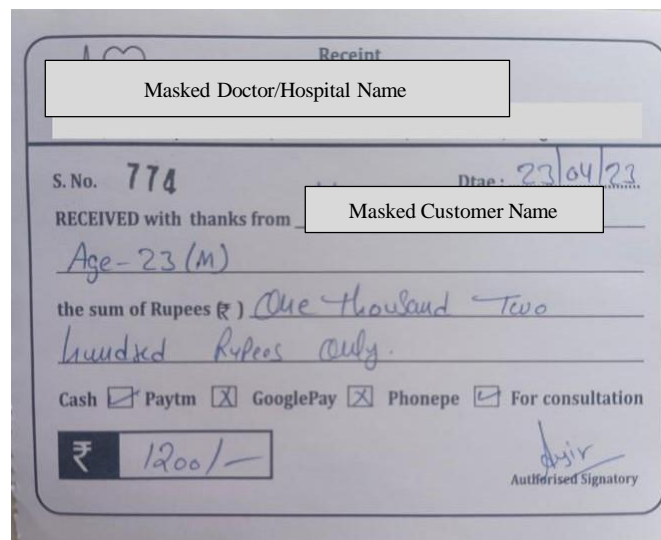 Receipt
Masked Doctor/Hospital Name
S. No. 774
Dtae : 23/04/23
RECEIVED with thanks from Masked Customer Name
Age - 23 (M)
the sum of Rupees (₹) One thousand Two
hundred Rupees only.
Cash Paytm GooglePay Phonepe For consultation
₹ 1200/-
Authorised Signatory